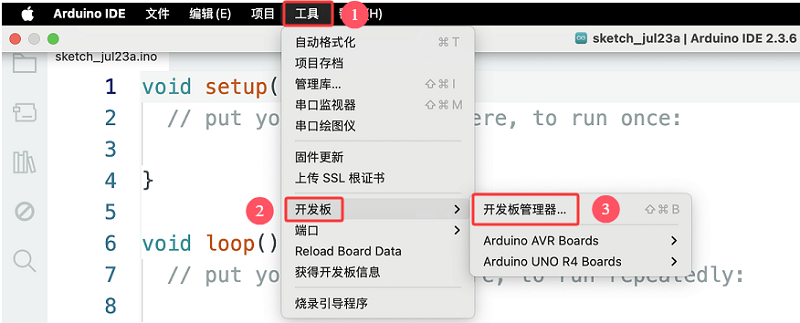 Arduino IDE 文件 编辑(E) 项目 工具 (H)
1
sketch_jul23a | Arduino IDE 2.3.6
sketch_jul23a.ino
自动格式化 ⌘ T
项目存档
管理库... ⇧ ⌘ I
串口监视器 ⇧ ⌘ M
串口绘图仪
固件更新
上传 SSL 根证书
2 开发板
端口
Reload Board Data
获得开发板信息
烧录引导程序
开发板管理器... 3 ⇧ ⌘ B
Arduino AVR Boards
Arduino UNO R4 Boards
1 void setup(
2 // put yo ere, to run once:
3
4 }
5
6 void loop()
7 // put yo e, to run repeatedly:
8